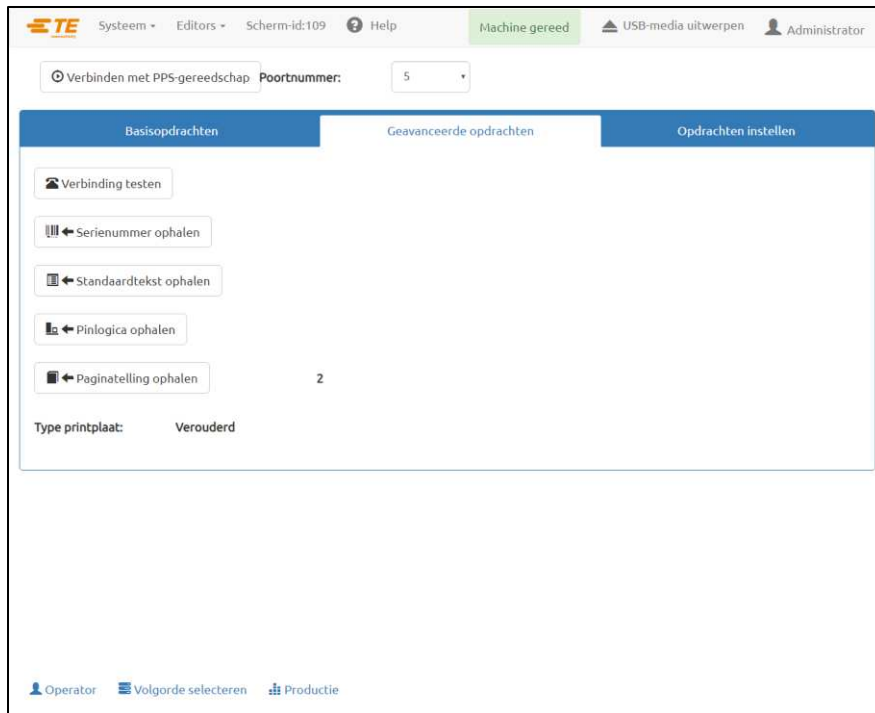 TE Systeem Editors Scherm-id:109 Help Machine gereed USB-media uitwerpen Administrator
Verbinden met PPS-gereedschap Poortnummer: 5
Basisopdrachten Geavanceerde opdrachten Opdrachten instellen
Verbinding testen
Serienummer ophalen
Standaardtekst ophalen
Pinlogica ophalen
Paginatelling ophalen 2
Type printplaat: Verouderd
Operator Volgorde selecteren Productie